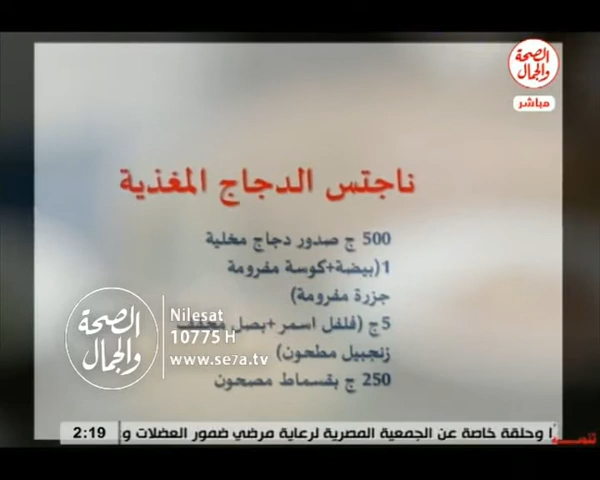 الصحة
والجمال
مباشر
ناجتس الدجاج المغذية
500 ج صدور دجاج مخلية
1(بيضة+كوسة مفرومة
جزرة مفرومة)
5ج (فلفل اسمر+بصل مجفف
زنجبيل مطحون)
250 ج بقسماط مصحون
الصحة
والجمال
Nilesat
10775 H
www.se7a.tv
ا وحلقة خاصة عن الجمعية المصرية لرعاية مرضي ضمور العضلات و
2:19